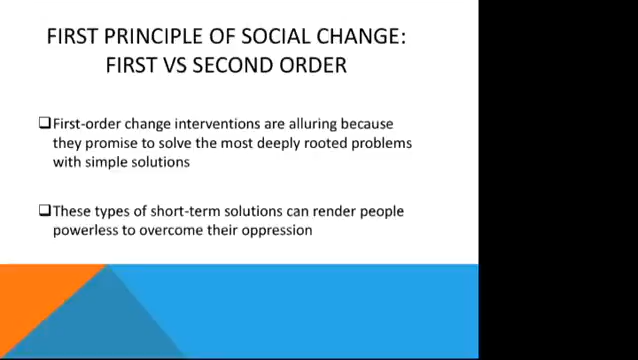 FIRST PRINCIPLE OF SOCIAL CHANGE:
FIRST VS SECOND ORDER
❑First-order change interventions are alluring because
they promise to solve the most deeply rooted problems
with simple solutions
❑These types of short-term solutions can render people
powerless to overcome their oppression